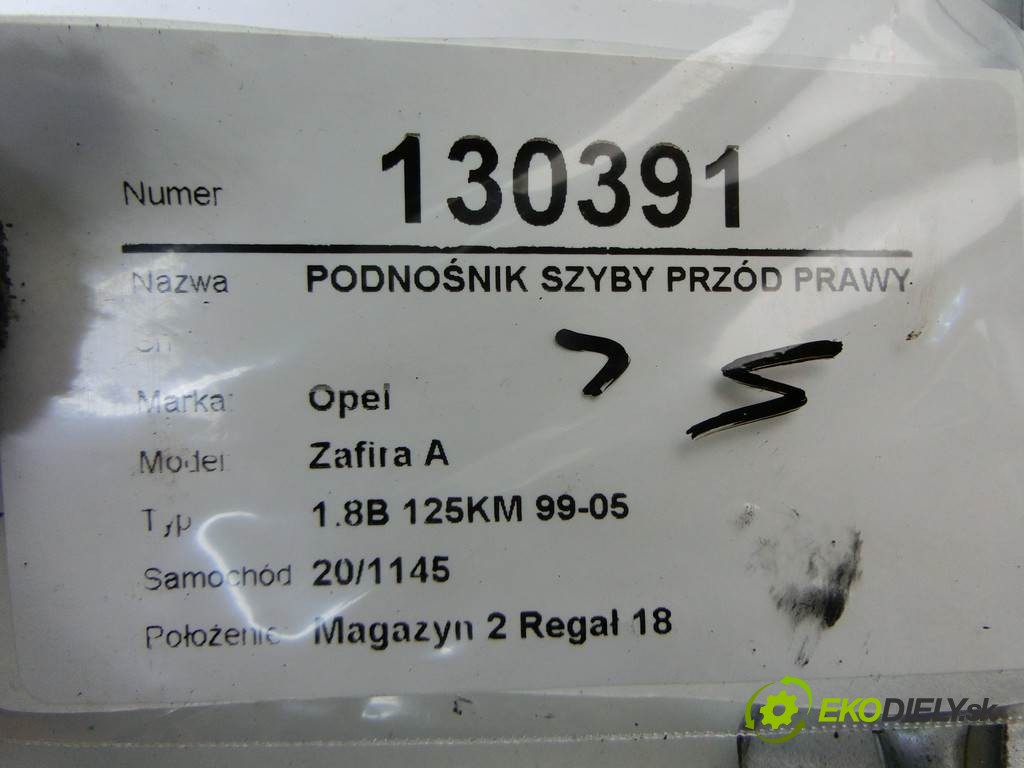 Numer 130391
Nazwa PODNOŚNIK SZYBY PRZÓD PRAWY
Marka: Opel
Model Zafira A
Typ 1.8B 125KM 99-05
Samochód 20/1145
Położenie Magazyn 2 Regał 18
EKODIELY.sk